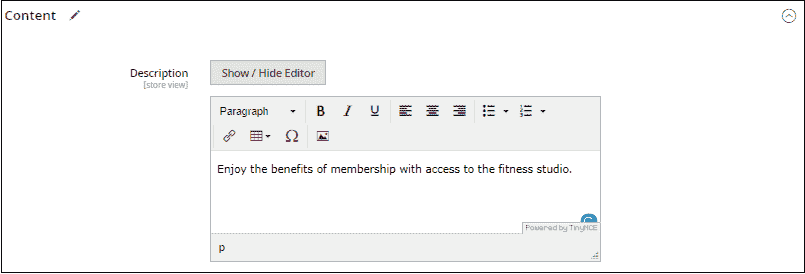 Content
Description
[store view]
Show / Hide Editor
Paragraph B I U
Ω
Enjoy the benefits of membership with access to the fitness studio.
Powered by TinyMCE
p